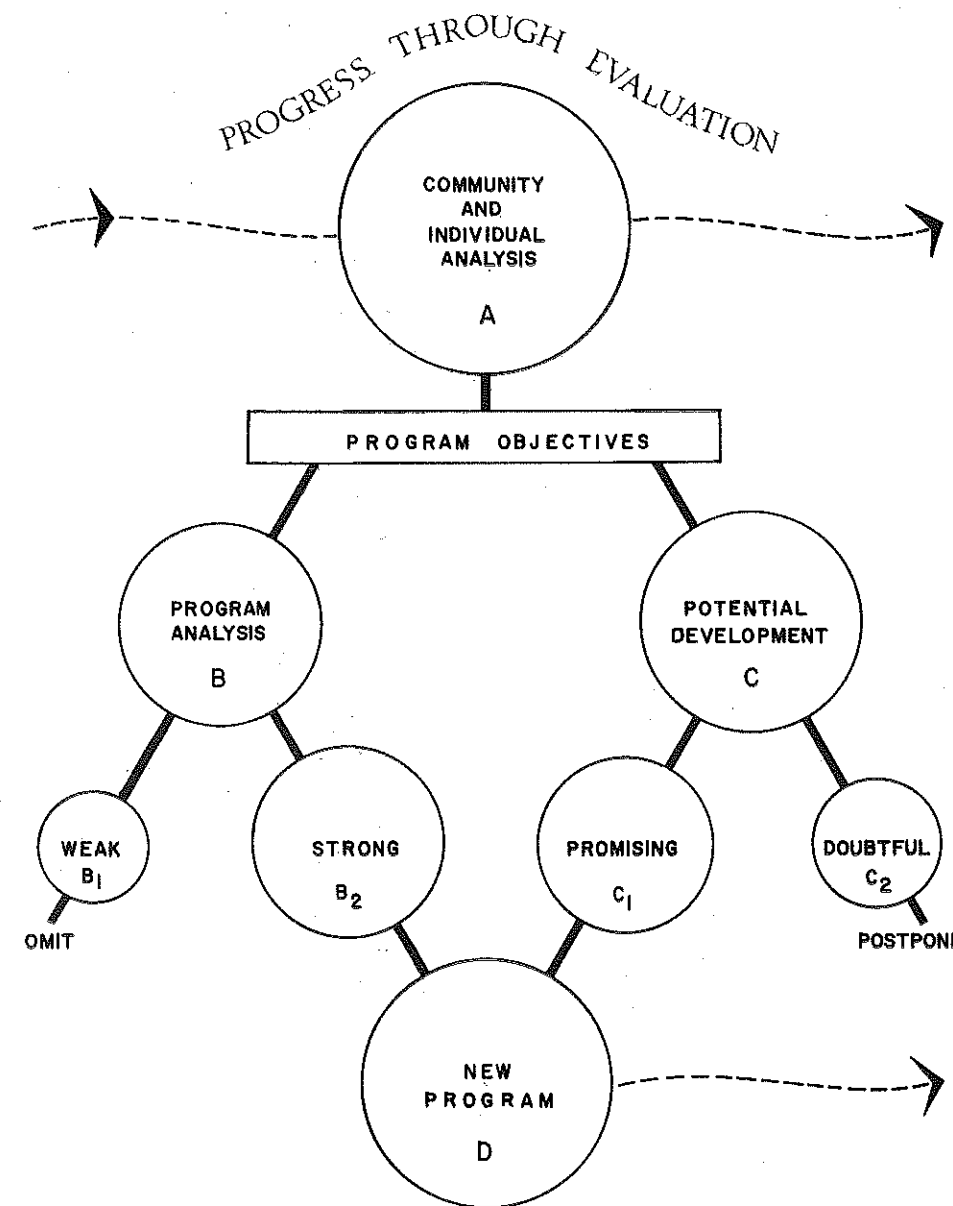 PROGRESS THROUGH EVALUATION
COMMUNITY
AND
INDIVIDUAL
ANALYSIS
A
PROGRAM OBJECTIVES
PROGRAM
ANALYSIS
B
POTENTIAL
DEVELOPMENT
C
WEAK
B1
STRONG
B2
PROMISING
C1
DOUBTFUL
C2
OMIT
POSTPON
NEW
PROGRAM
D